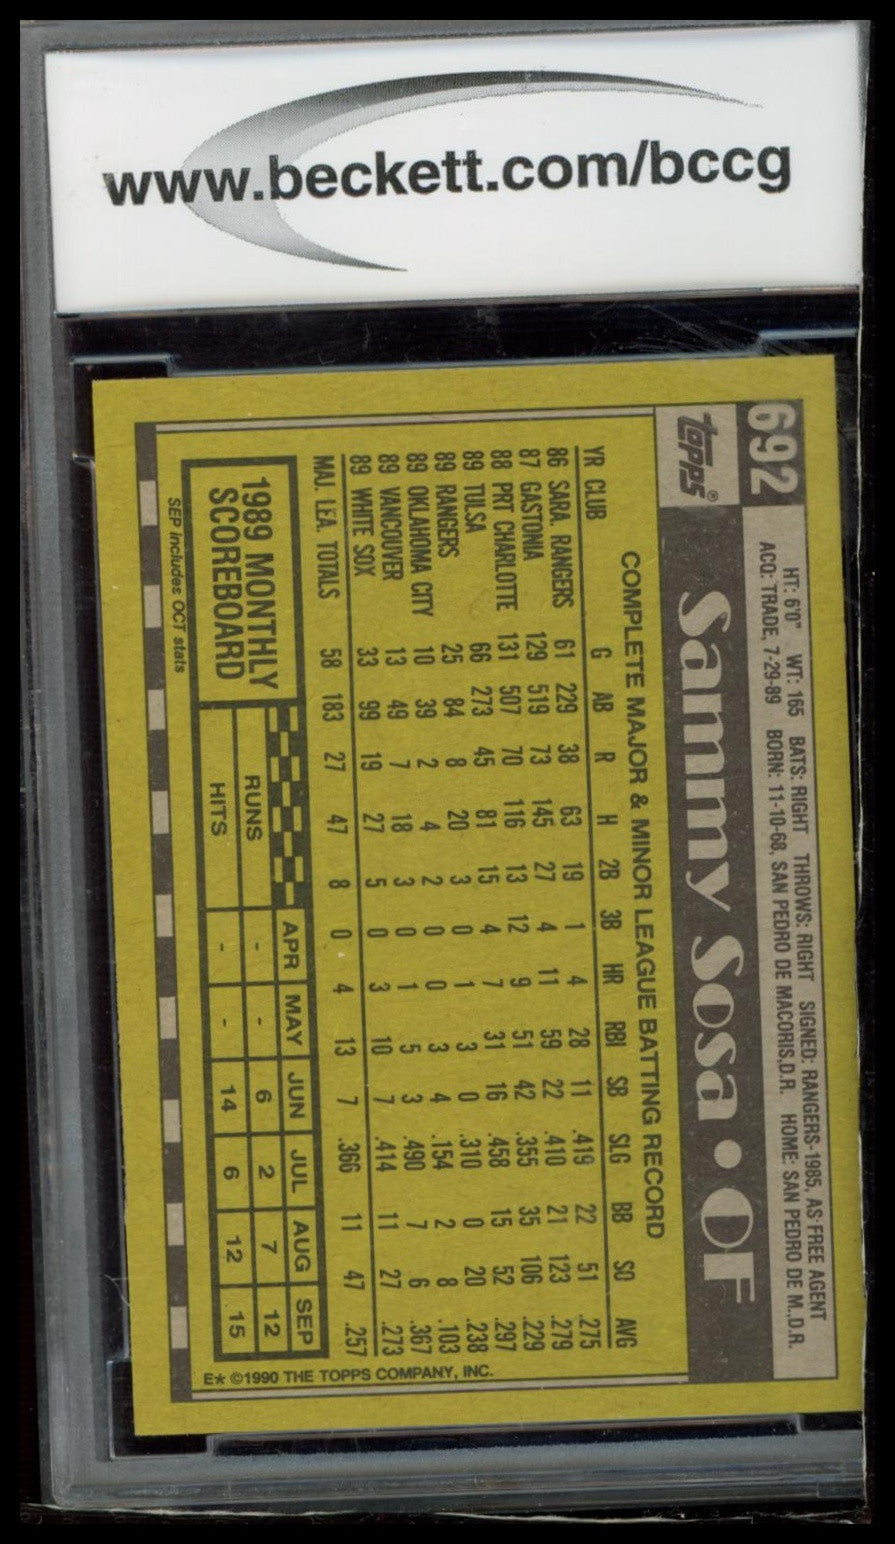 www.beckett.com/bccg
692
HT: 6'0" WT: 165 BATS: RIGHT THROWS: RIGHT SIGNED: RANGERS-1985, AS FREE AGENT
ACQ: TRADE, 7-29-89 BORN: 11-10-68, SAN PEDRO DE MACORIS,D.R. HOME: SAN PEDRO DE M.,D.R.
Topps®
Sammy Sosa • OF
COMPLETE MAJOR & MINOR LEAGUE BATTING RECORD
YR CLUB G AB R H 2B 3B HR RBI SB SLG BB SO AVG
86 SARA. RANGERS 61 229 38 63 19 1 4 28 11 .419 22 51 .275
87 GASTONIA 129 519 73 145 27 4 11 59 22 .410 21 123 .279
88 PRT CHARLOTTE 131 507 70 116 13 12 9 51 42 .355 35 106 .229
89 TULSA 66 273 45 81 15 4 7 31 16 .458 15 52 .297
89 RANGERS 25 84 8 20 3 0 1 3 0 .310 0 20 .238
89 OKLAHOMA CITY 10 39 2 4 2 0 0 3 4 .154 2 8 .103
89 VANCOUVER 13 49 7 18 3 0 1 5 3 .490 7 6 .367
89 WHITE SOX 33 99 19 27 5 0 3 10 7 .414 11 27 .273
MAJ. LEA. TOTALS 58 183 27 47 8 0 4 13 7 .366 11 47 .257
1989 MONTHLY
SCOREBOARD
APR MAY JUN JUL AUG SEP
RUNS - - 6 2 7 12
HITS - - 14 6 12 15
SEP includes OCT stats
E* ©1990 THE TOPPS COMPANY, INC.